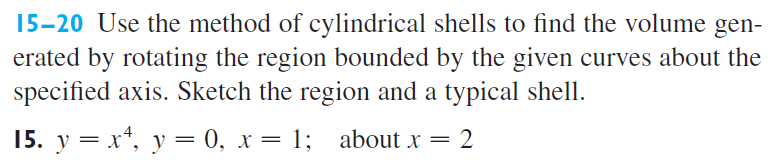 15–20 Use the method of cylindrical shells to find the volume gen-
erated by rotating the region bounded by the given curves about the
specified axis. Sketch the region and a typical shell.
15. y = x⁴, y = 0, x = 1; about x = 2